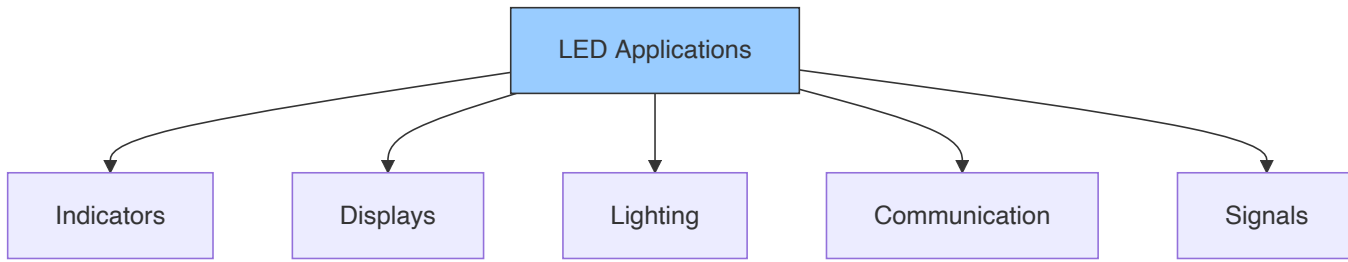 LED Applications
Indicators
Displays
Lighting
Communication
Signals